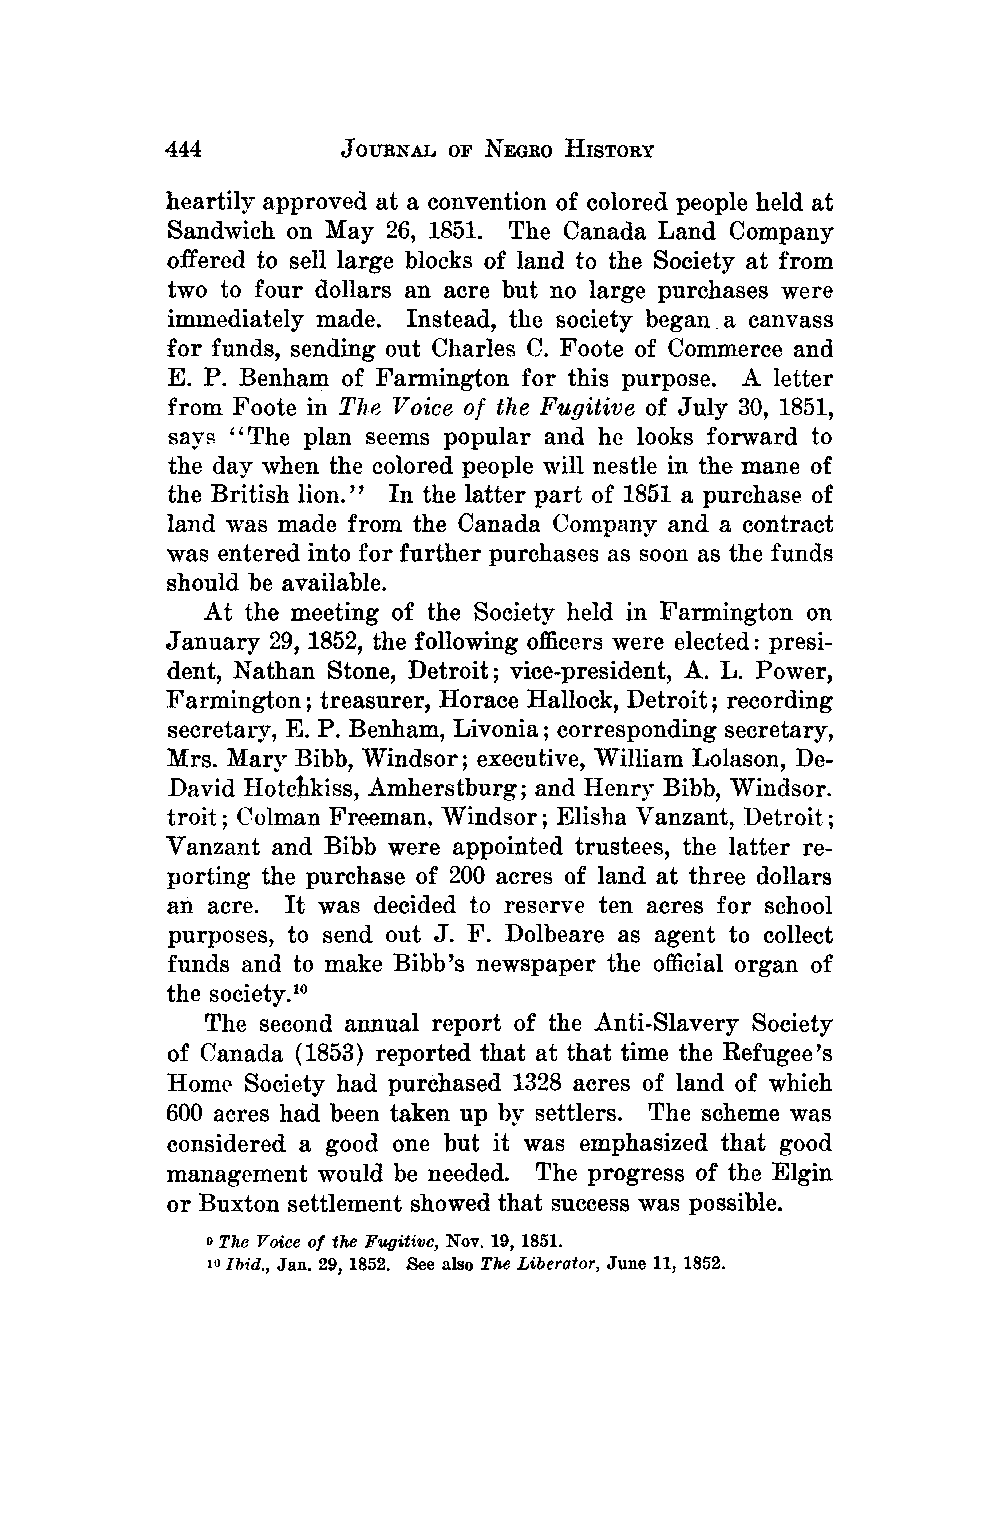 444 JOURNAL OF NEGRO HISTORY
heartily approved at a convention of colored people held at
Sandwich on May 26, 1851. The Canada Land Company
offered to sell large blocks of land to the Society at from
two to four dollars an acre but no large purchases were
immediately made. Instead, the society began a canvass
for funds, sending out Charles C. Foote of Commerce and
E. P. Benham of Farmington for this purpose. A letter
from Foote in The Voice of the Fugitive of July 30, 1851,
says “The plan seems popular and he looks forward to
the day when the colored people will nestle in the mane of
the British lion.” In the latter part of 1851 a purchase of
land was made from the Canada Company and a contract
was entered into for further purchases as soon as the funds
should be available.
At the meeting of the Society held in Farmington on
January 29, 1852, the following officers were elected: presi-
dent, Nathan Stone, Detroit; vice-president, A. L. Power,
Farmington; treasurer, Horace Hallock, Detroit; recording
secretary, E. P. Benham, Livonia; corresponding secretary,
Mrs. Mary Bibb, Windsor; executive, William Lolason, De-
David Hotchkiss, Amherstburg; and Henry Bibb, Windsor.
troit; Colman Freeman, Windsor; Elisha Vanzant, Detroit;
Vanzant and Bibb were appointed trustees, the latter re-
porting the purchase of 200 acres of land at three dollars
an acre. It was decided to reserve ten acres for school
purposes, to send out J. F. Dolbeare as agent to collect
funds and to make Bibb’s newspaper the official organ of
the society.¹⁰
The second annual report of the Anti-Slavery Society
of Canada (1853) reported that at that time the Refugee’s
Home Society had purchased 1328 acres of land of which
600 acres had been taken up by settlers. The scheme was
considered a good one but it was emphasized that good
management would be needed. The progress of the Elgin
or Buxton settlement showed that success was possible.
⁹ The Voice of the Fugitive, Nov. 19, 1851.
¹⁰ Ibid., Jan. 29, 1852. See also The Liberator, June 11, 1852.